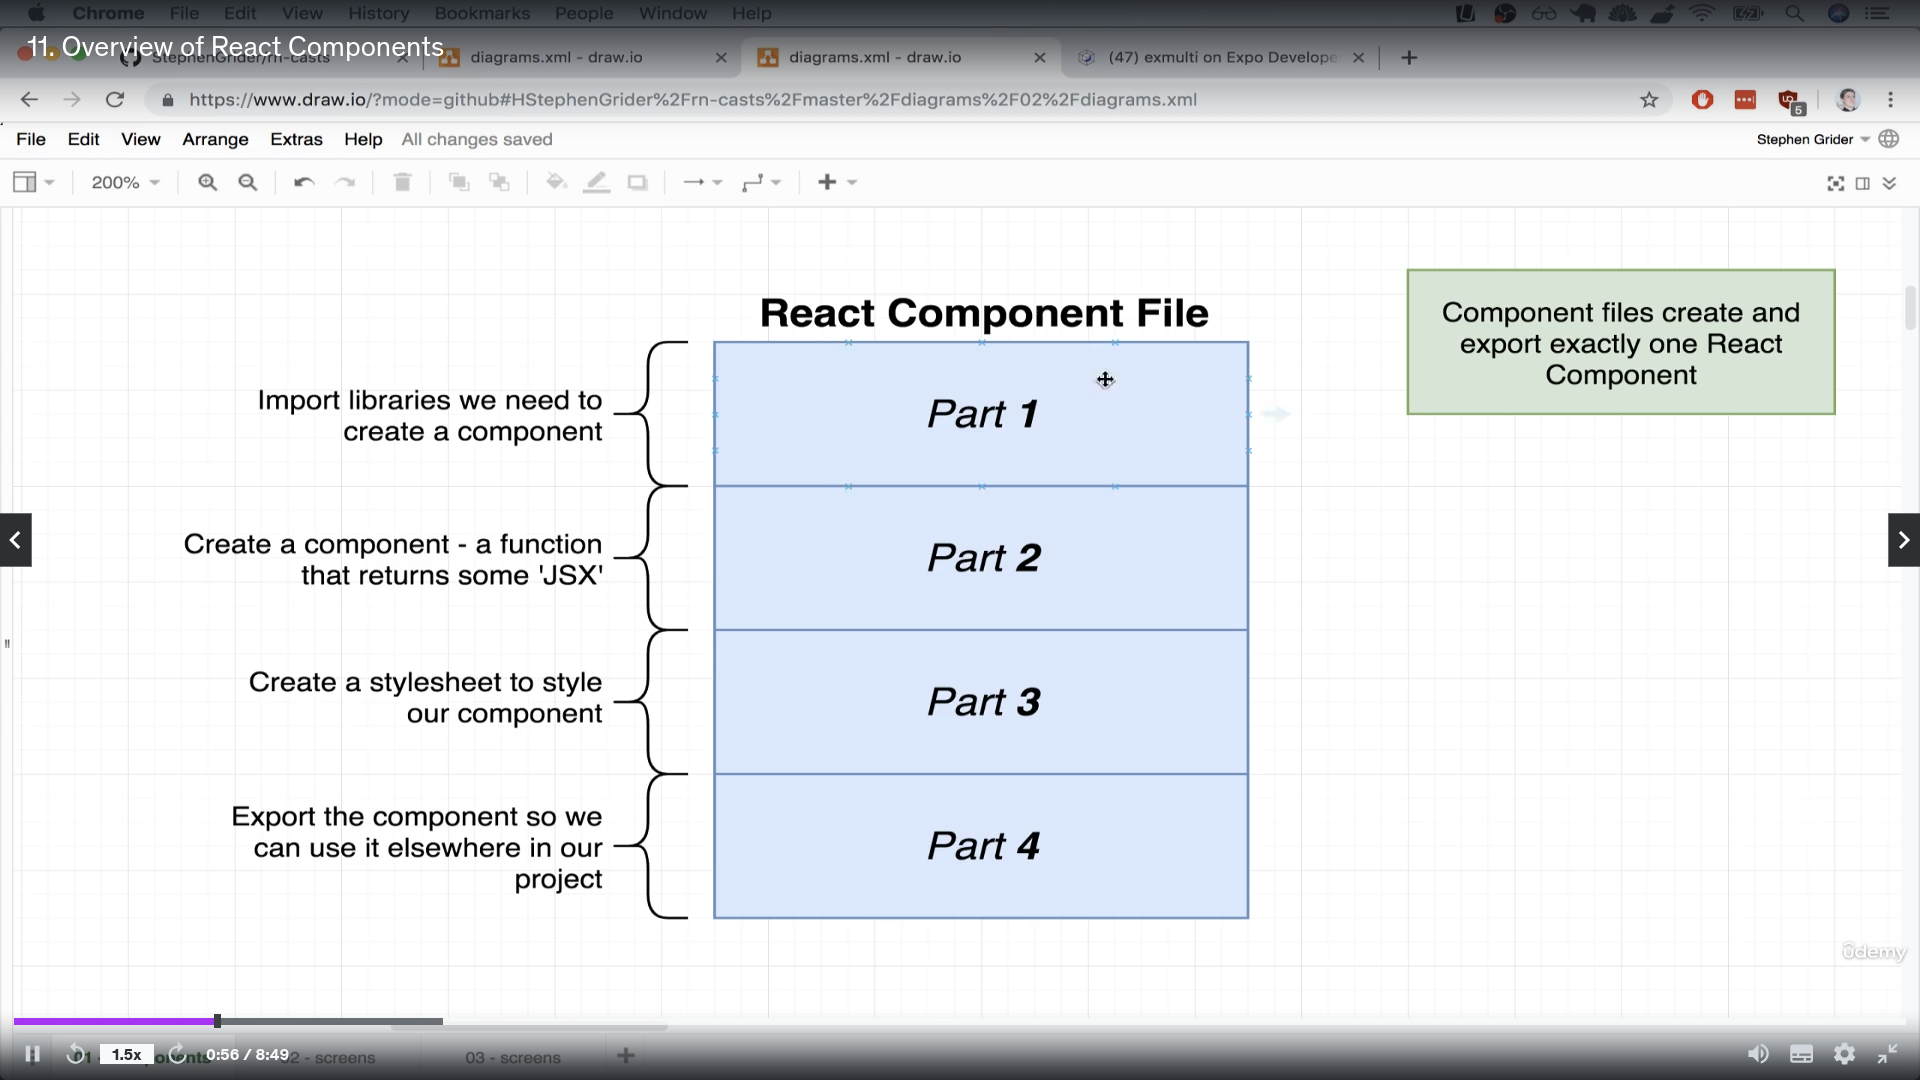 Chrome File Edit View History Bookmarks People Window Help
11. Overview of React Components
StephenGrider/rn-casts
diagrams.xml - draw.io
diagrams.xml - draw.io
(47) exmulti on Expo Develope
https://www.draw.io/?mode=github#HStephenGrider%2Frn-casts%2Fmaster%2Fdiagrams%2F02%2Fdiagrams.xml
5
File Edit View Arrange Extras Help All changes saved
Stephen Grider
200%
React Component File
Component files create and
export exactly one React
Component
Import libraries we need to
create a component
Part 1
Create a component - a function
that returns some 'JSX'
Part 2
Create a stylesheet to style
our component
Part 3
Export the component so we
can use it elsewhere in our
project
Part 4
ûdemy
1.5x
0:56 / 8:49
- screens
03 - screens